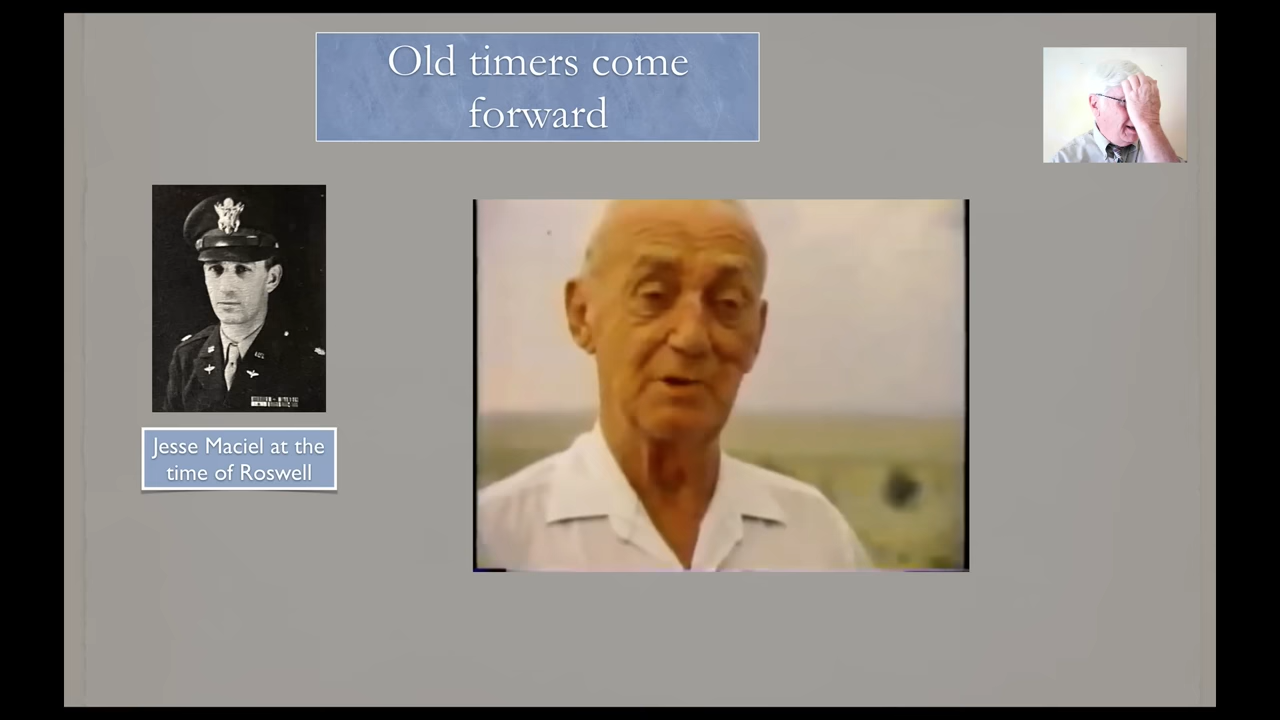 Old timers come
forward
Jesse Maciel at the
time of Roswell